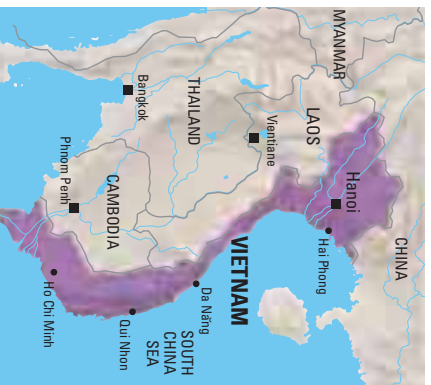 MYANMAR
CHINA
LAOS
Hanoi
Hai Phong
THAILAND
Vientiane
Bangkok
VIETNAM
Da Năng
CAMBODIA
Phnom Penh
SOUTH
CHINA
SEA
Qui Nhon
Ho Chi Minh